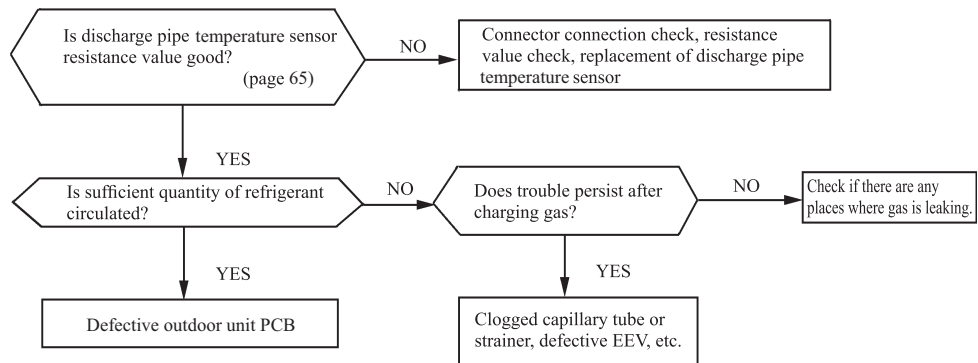 Is discharge pipe temperature sensor
resistance value good?
(page 65)
NO
Connector connection check, resistance
value check, replacement of discharge pipe
temperature sensor
YES
Is sufficient quantity of refrigerant
circulated?
NO
Does trouble persist after
charging gas?
NO
Check if there are any
places where gas is leaking.
YES
Defective outdoor unit PCB
YES
Clogged capillary tube or
strainer, defective EEV, etc.